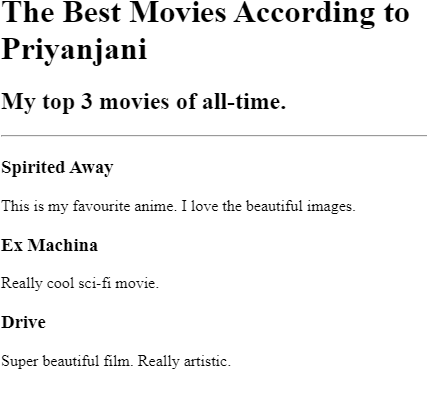 The Best Movies According to
Priyanjani
My top 3 movies of all-time.
Spirited Away
This is my favourite anime. I love the beautiful images.
Ex Machina
Really cool sci-fi movie.
Drive
Super beautiful film. Really artistic.